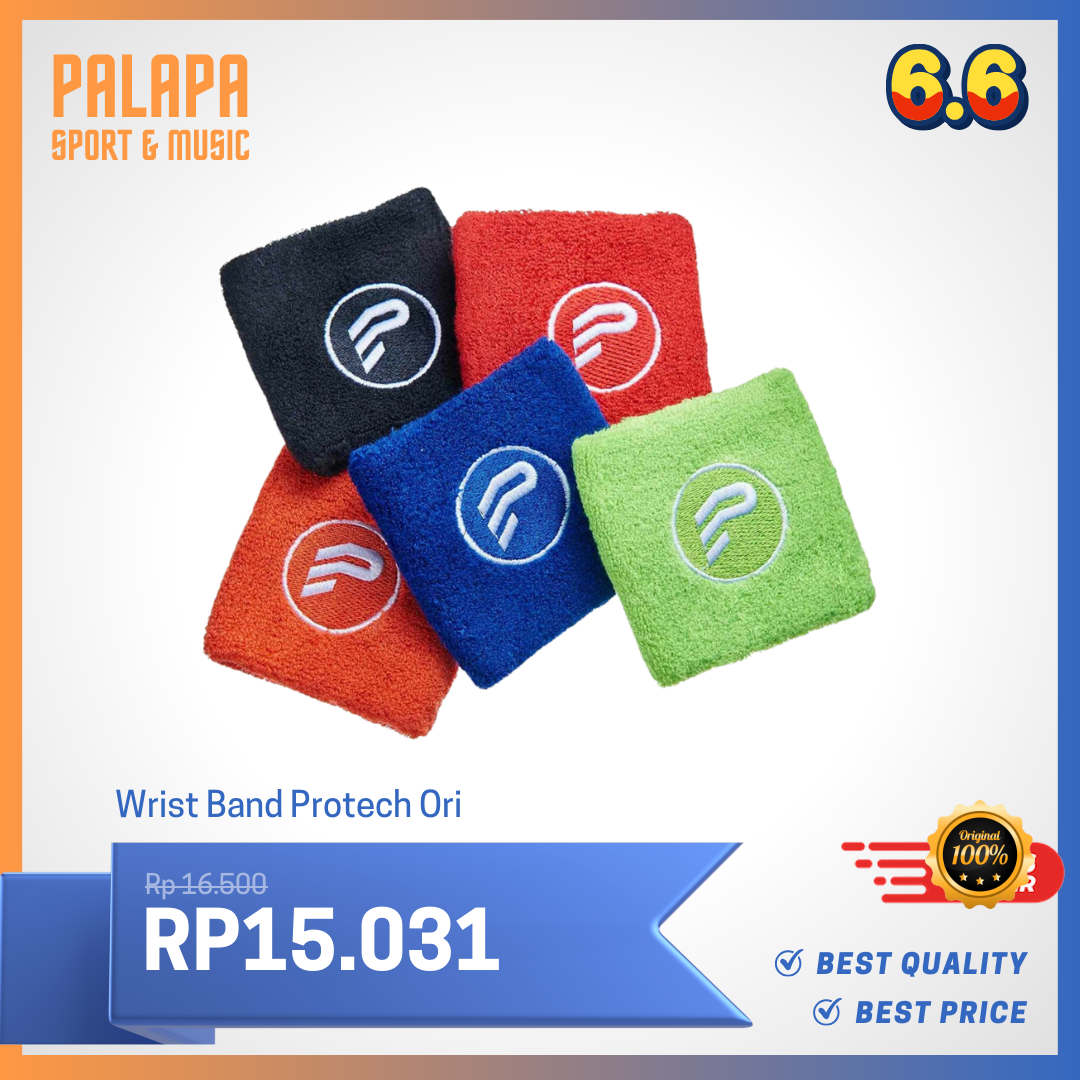 PALAPA
SPORT & MUSIC
6.6
Wrist Band Protech Ori
Rp 16.500
RP15.031
Original
100%
BEST QUALITY
BEST PRICE